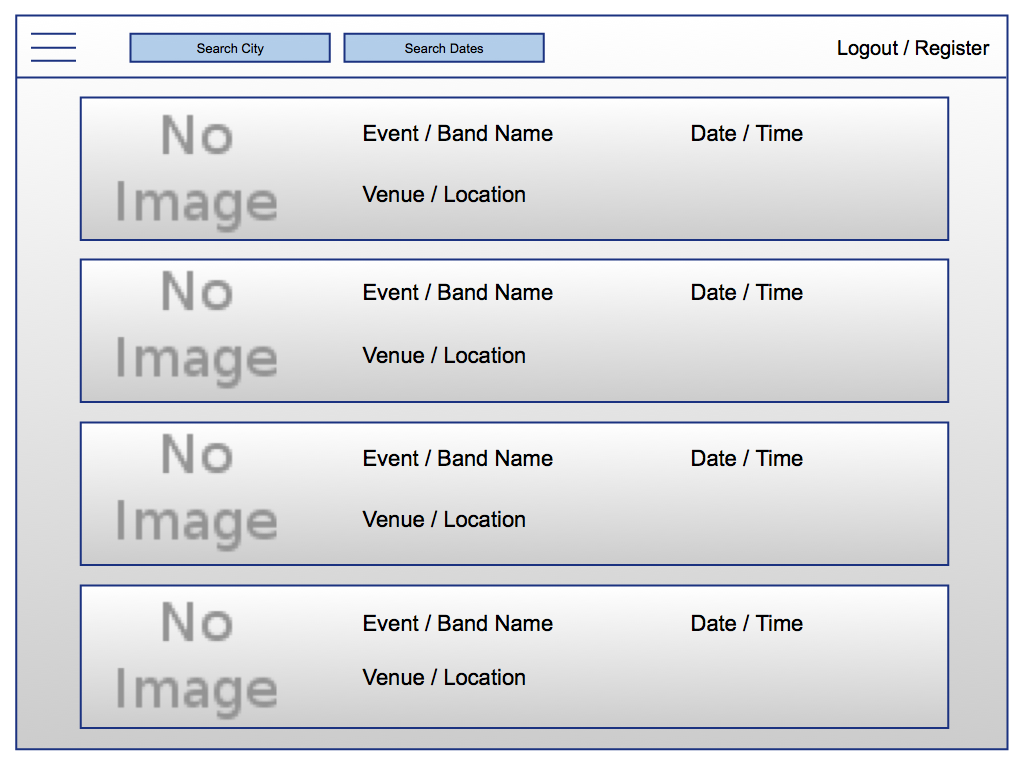 Search City
Search Dates
Logout / Register
No
Image
Event / Band Name
Date / Time
Venue / Location
No
Image
Event / Band Name
Date / Time
Venue / Location
No
Image
Event / Band Name
Date / Time
Venue / Location
No
Image
Event / Band Name
Date / Time
Venue / Location